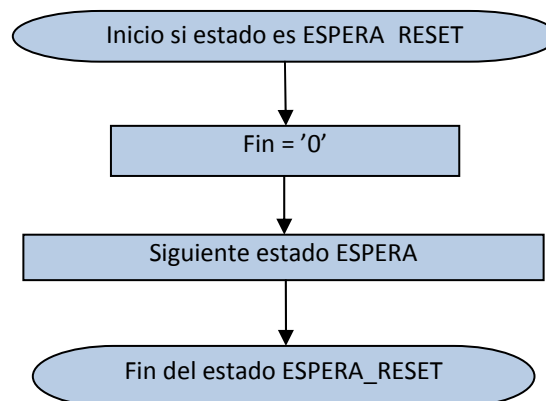 Inicio si estado es ESPERA RESET
Fin = ’0’
Siguiente estado ESPERA
Fin del estado ESPERA_RESET